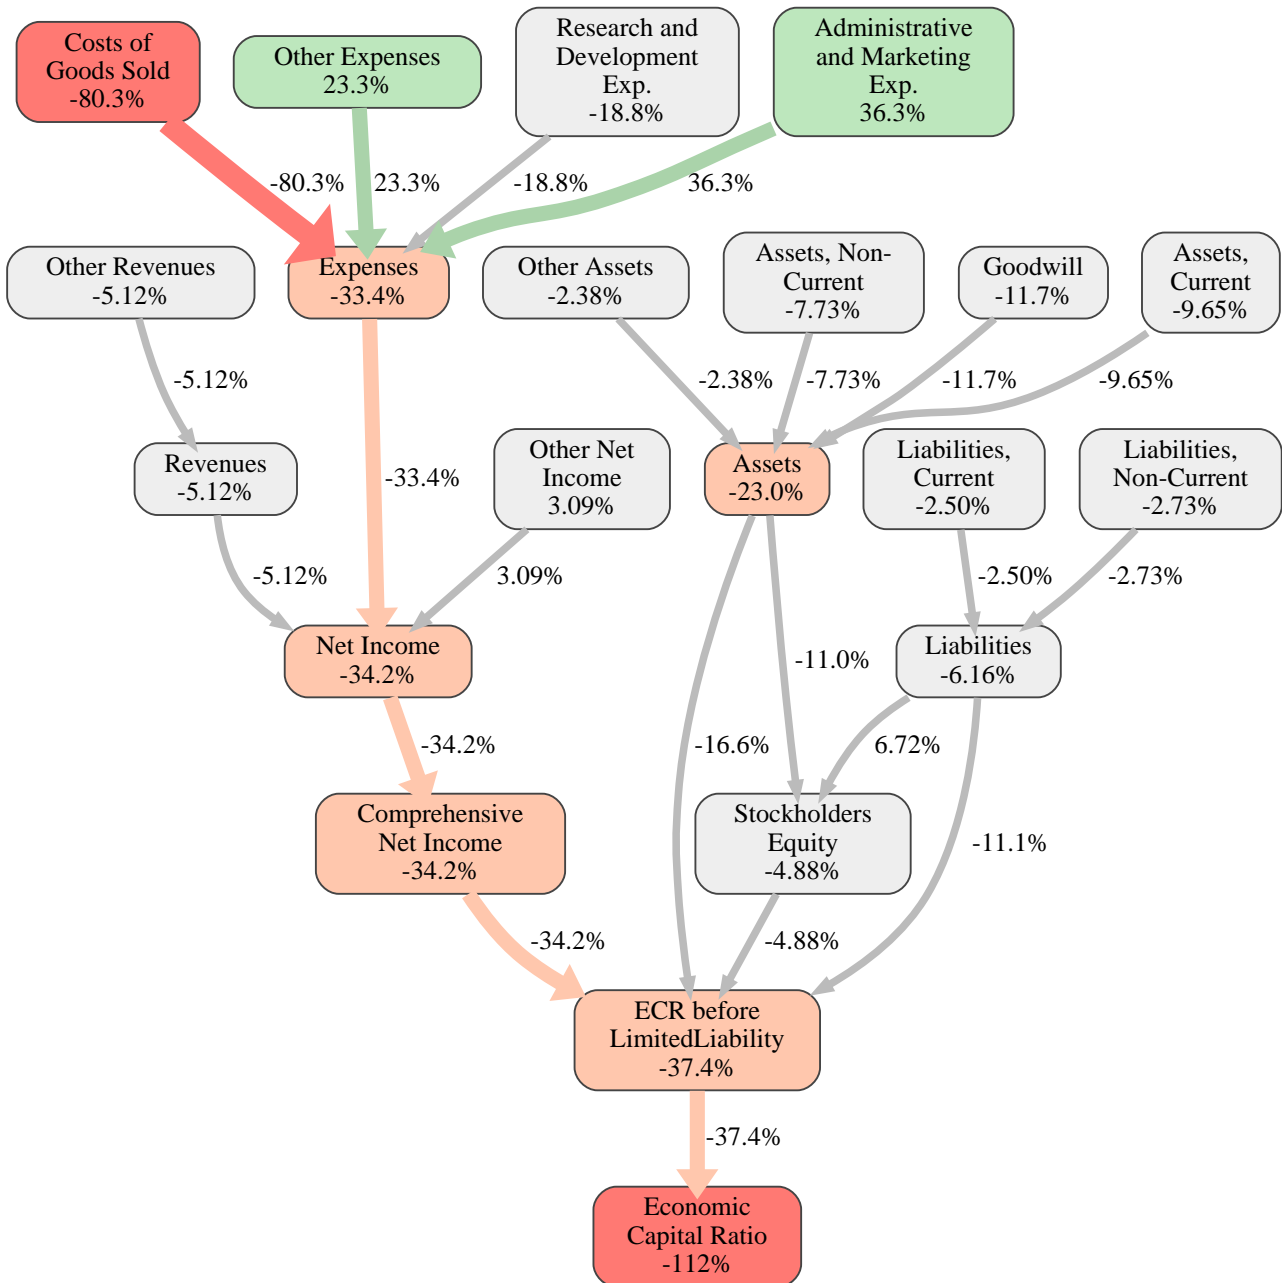 Costs of
Goods Sold
-80.3%
Other Expenses
23.3%
Research and
Development
Exp.
-18.8%
Administrative
and Marketing
Exp.
36.3%
-80.3%
23.3%
-18.8%
36.3%
Other Revenues
-5.12%
Expenses
-33.4%
Other Assets
-2.38%
Assets, Non-
Current
-7.73%
Goodwill
-11.7%
Assets,
Current
-9.65%
-5.12%
-2.38%
-7.73%
-11.7%
-9.65%
Revenues
-5.12%
-33.4%
Other Net
Income
3.09%
Assets
-23.0%
Liabilities,
Current
-2.50%
Liabilities,
Non-Current
-2.73%
-5.12%
3.09%
-2.50%
-2.73%
Net Income
-34.2%
-11.0%
Liabilities
-6.16%
-34.2%
-16.6%
6.72%
Comprehensive
Net Income
-34.2%
Stockholders
Equity
-4.88%
-11.1%
-34.2%
-4.88%
ECR before
LimitedLiability
-37.4%
-37.4%
Economic
Capital Ratio
-112%